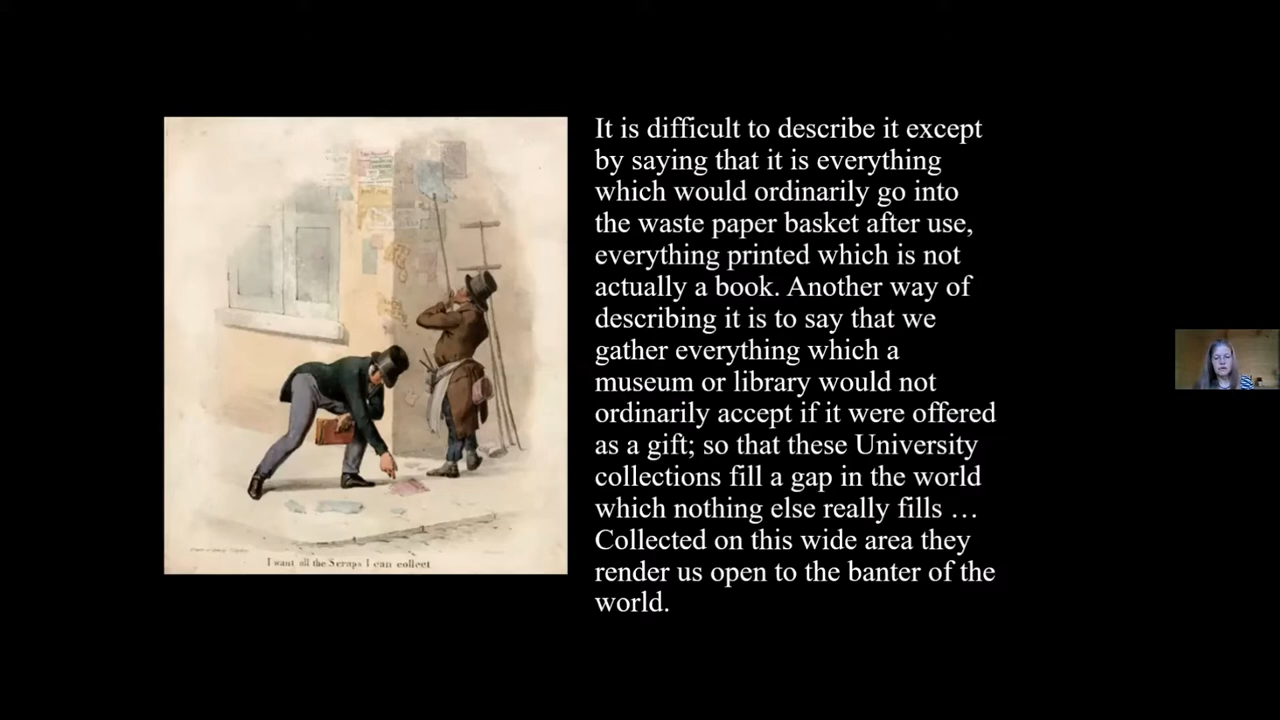 It is difficult to describe it except
by saying that it is everything
which would ordinarily go into
the waste paper basket after use,
everything printed which is not
actually a book. Another way of
describing it is to say that we
gather everything which a
museum or library would not
ordinarily accept if it were offered
as a gift; so that these University
collections fill a gap in the world
which nothing else really fills …
Collected on this wide area they
render us open to the banter of the
world.
I want all the Scraps I can collect